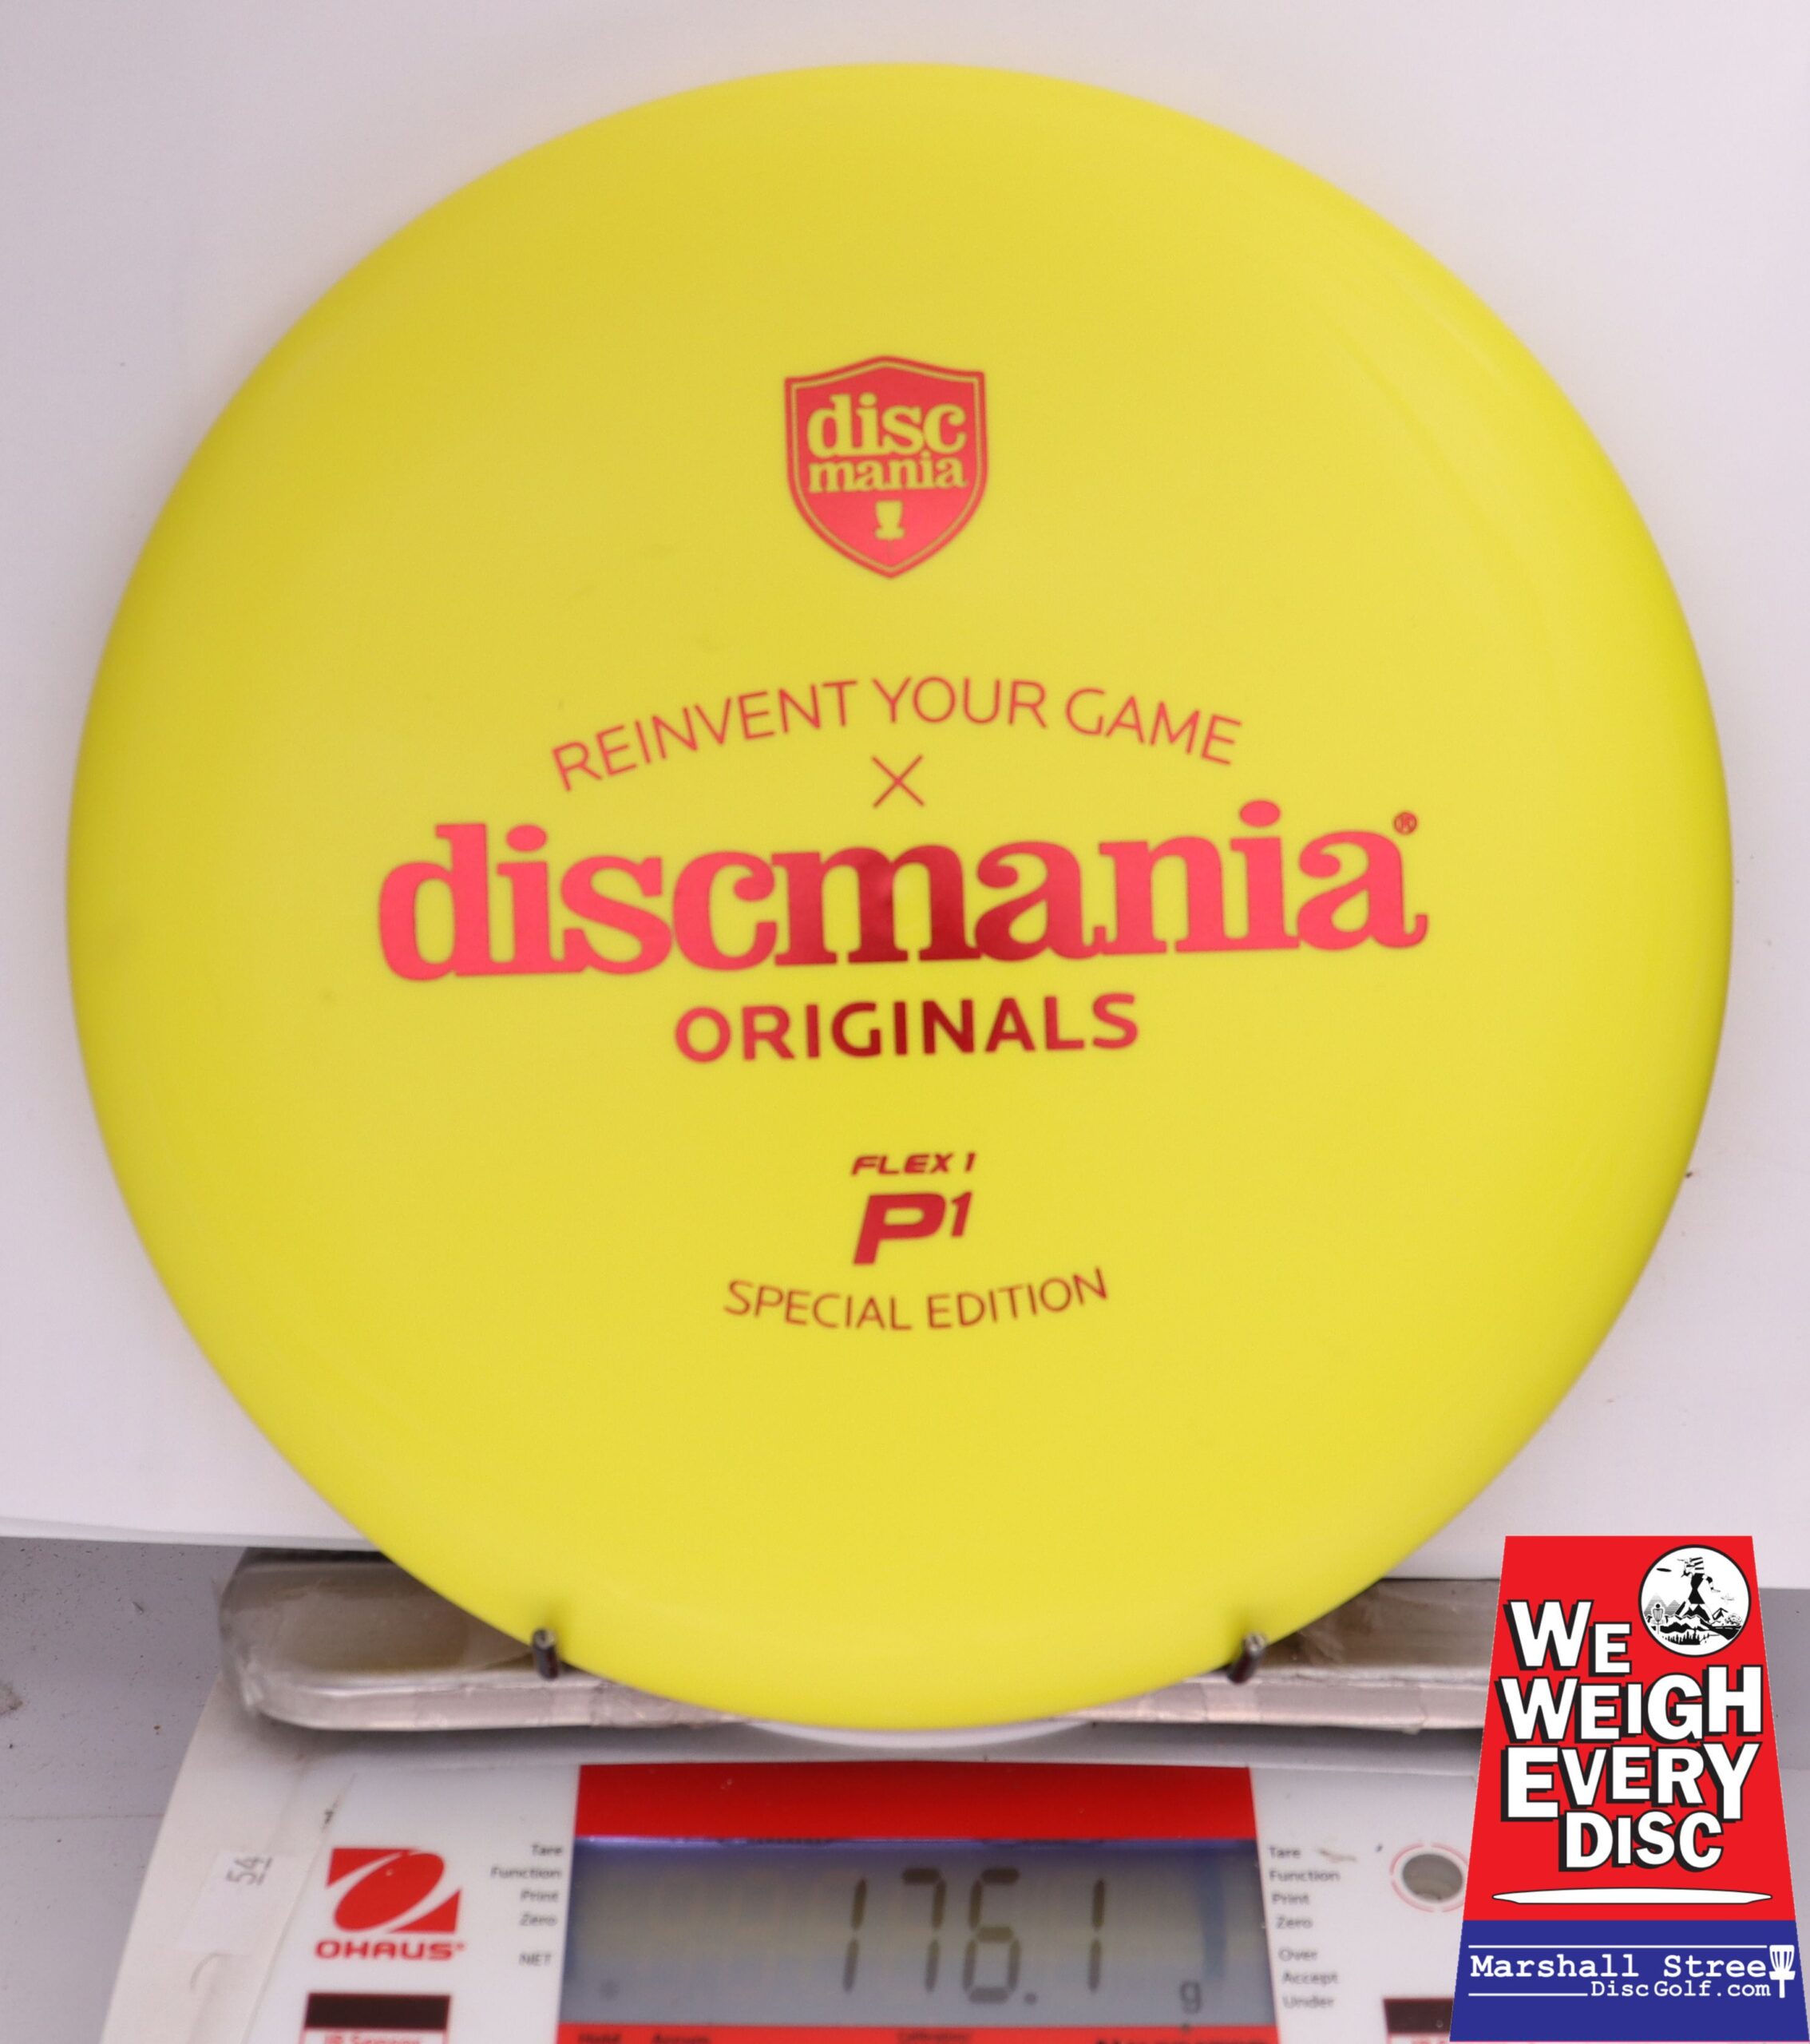 disc
mania
REINVENT YOUR GAME
X
discmania®
ORIGINALS
FLEX 1
P1
SPECIAL EDITION
WE
WEIGH
EVERY
DISC
Marshall Street
DiscGolf.com
54
OHAUS
Tare
Function
Print
Zero
NET
176.1
g
Tare
Function
Print
Zero
Over
Accept
Under